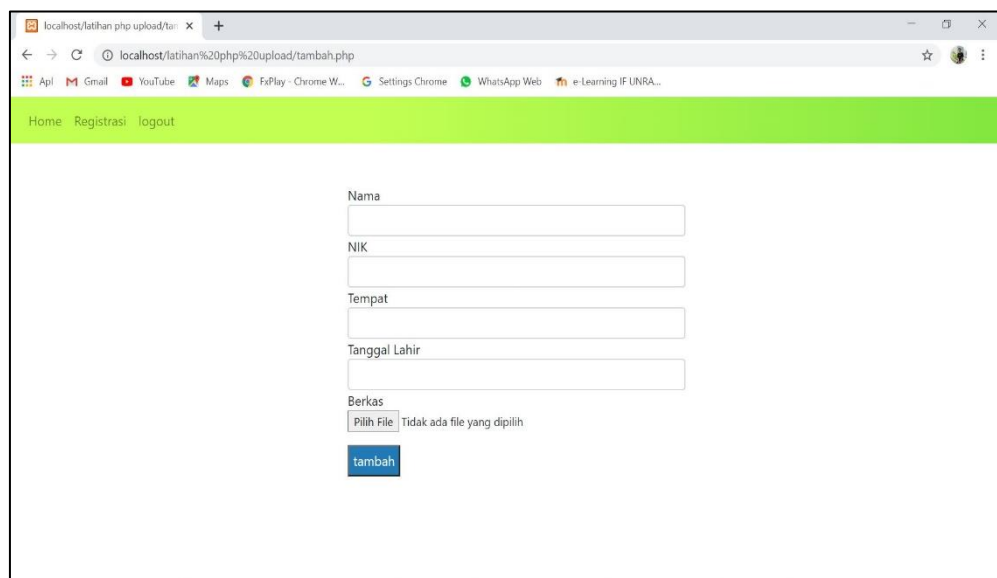 localhost/latihan php upload/tan
localhost/latihan%20php%20upload/tambah.php
Apl Gmail YouTube Maps FxPlay - Chrome W... Settings Chrome WhatsApp Web e-Learning IF UNRA...
Home Registrasi logout
Nama
NIK
Tempat
Tanggal Lahir
Berkas
Pilih File Tidak ada file yang dipilih
tambah